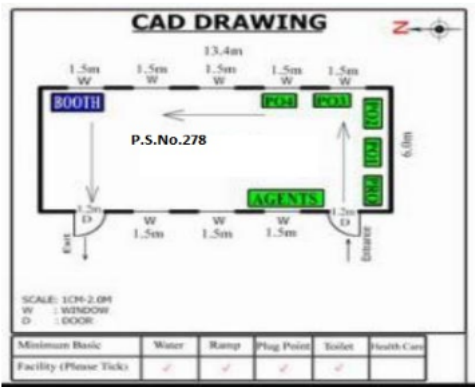 CAD DRAWING
Z
13.4m
1.5m 1.5m 1.5m 1.5m 1.5m
W W W W W
BOOTH PO4 PO3
PO2
PO1
PRO
6.0m
P.S.No.278
AGENTS
1.2m 1.2m
D W W W D
1.5m 1.5m 1.5m
Exit Entrance
SCALE: 1CM-2.0M
W : WINDOW
D : DOOR
Minimum Basic Water Ramp Plug Point Toilet Health Care
Facility (Please Tick)